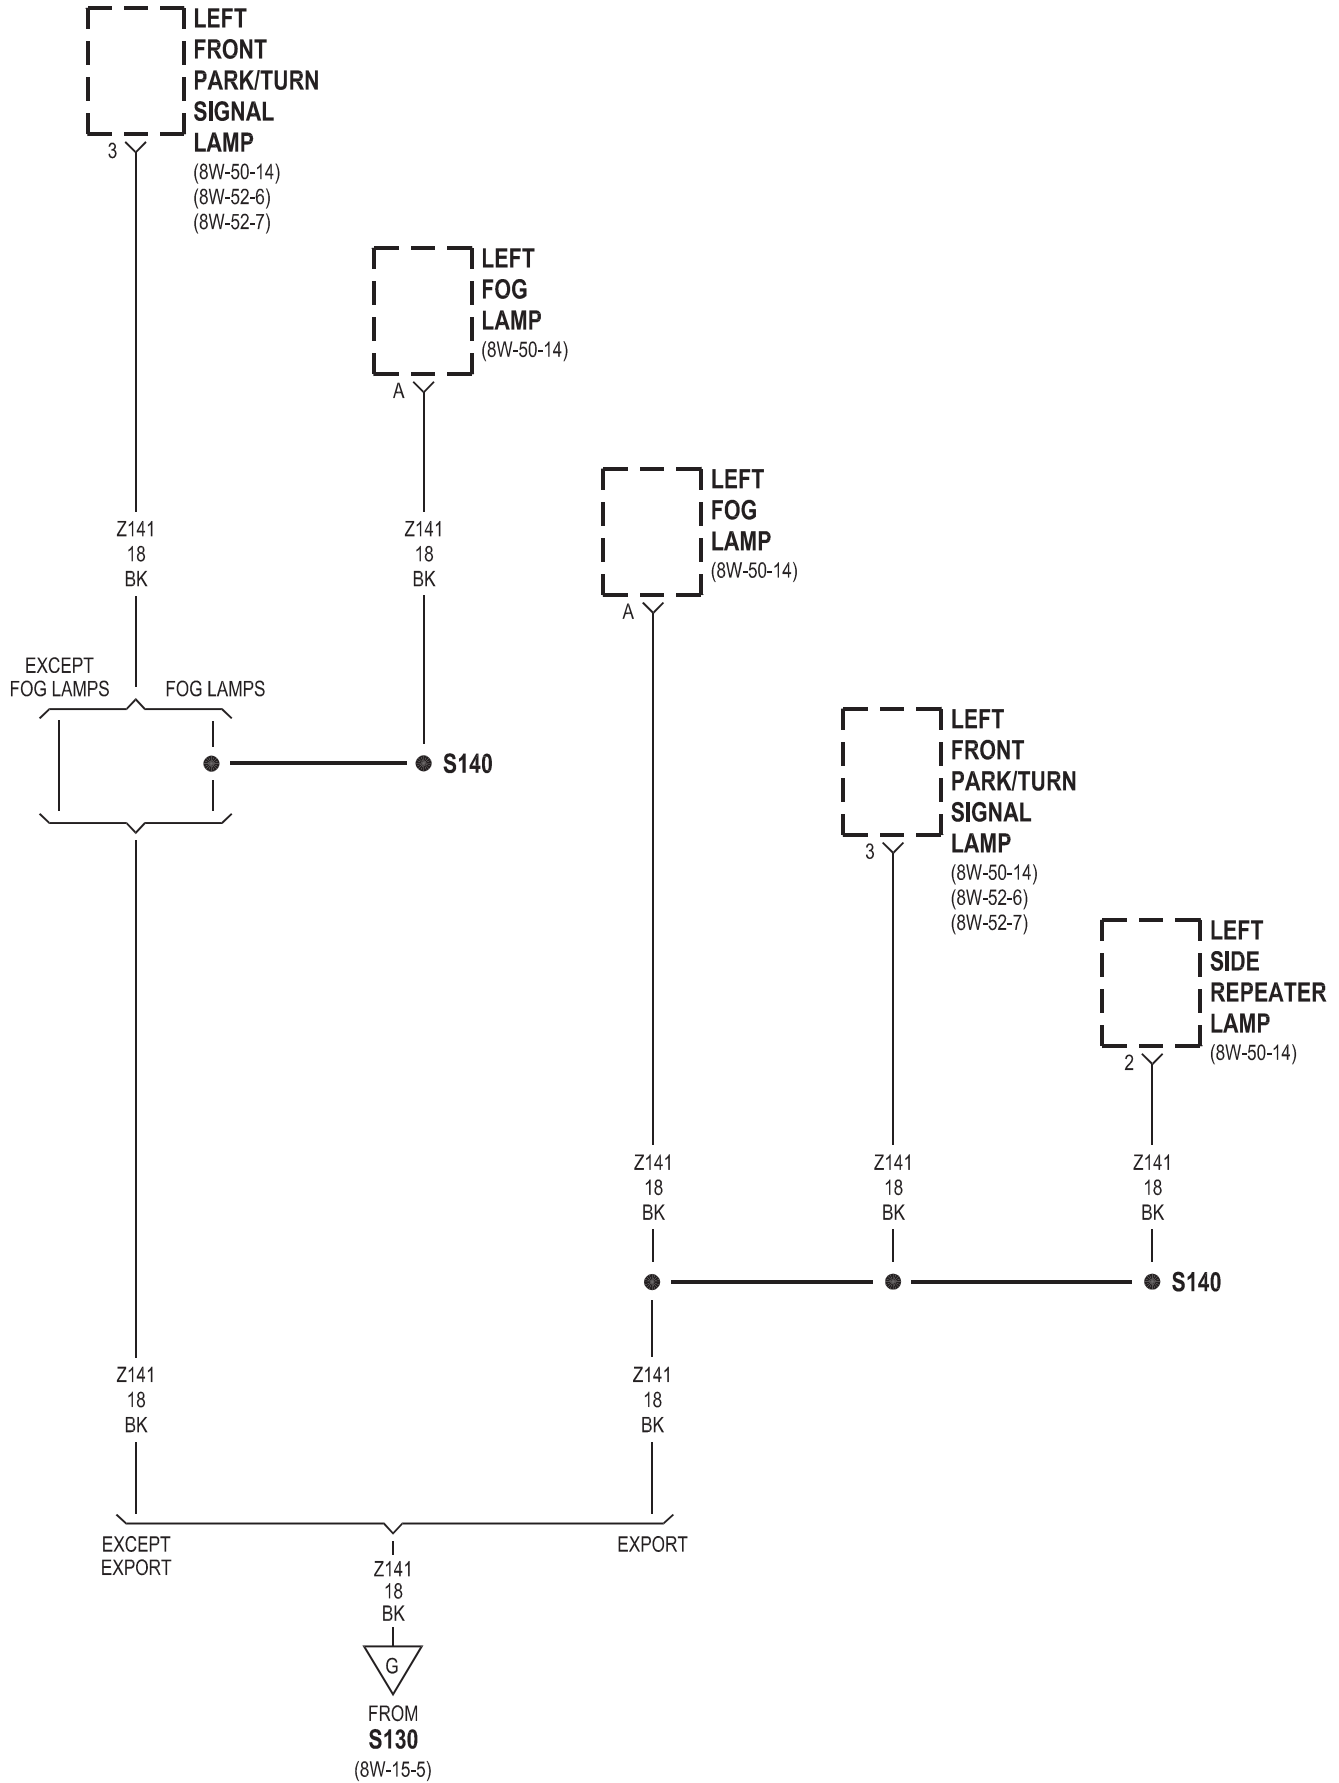 LEFT
FRONT
PARK/TURN
SIGNAL
LAMP
(8W-50-14)
(8W-52-6)
(8W-52-7)
3
LEFT
FOG
LAMP
(8W-50-14)
A
LEFT
FOG
LAMP
(8W-50-14)
A
Z141
18
BK
Z141
18
BK
EXCEPT
FOG LAMPS
FOG LAMPS
S140
LEFT
FRONT
PARK/TURN
SIGNAL
LAMP
(8W-50-14)
(8W-52-6)
(8W-52-7)
3
LEFT
SIDE
REPEATER
LAMP
(8W-50-14)
2
Z141
18
BK
Z141
18
BK
Z141
18
BK
S140
Z141
18
BK
Z141
18
BK
EXCEPT
EXPORT
EXPORT
Z141
18
BK
G
FROM
S130
(8W-15-5)